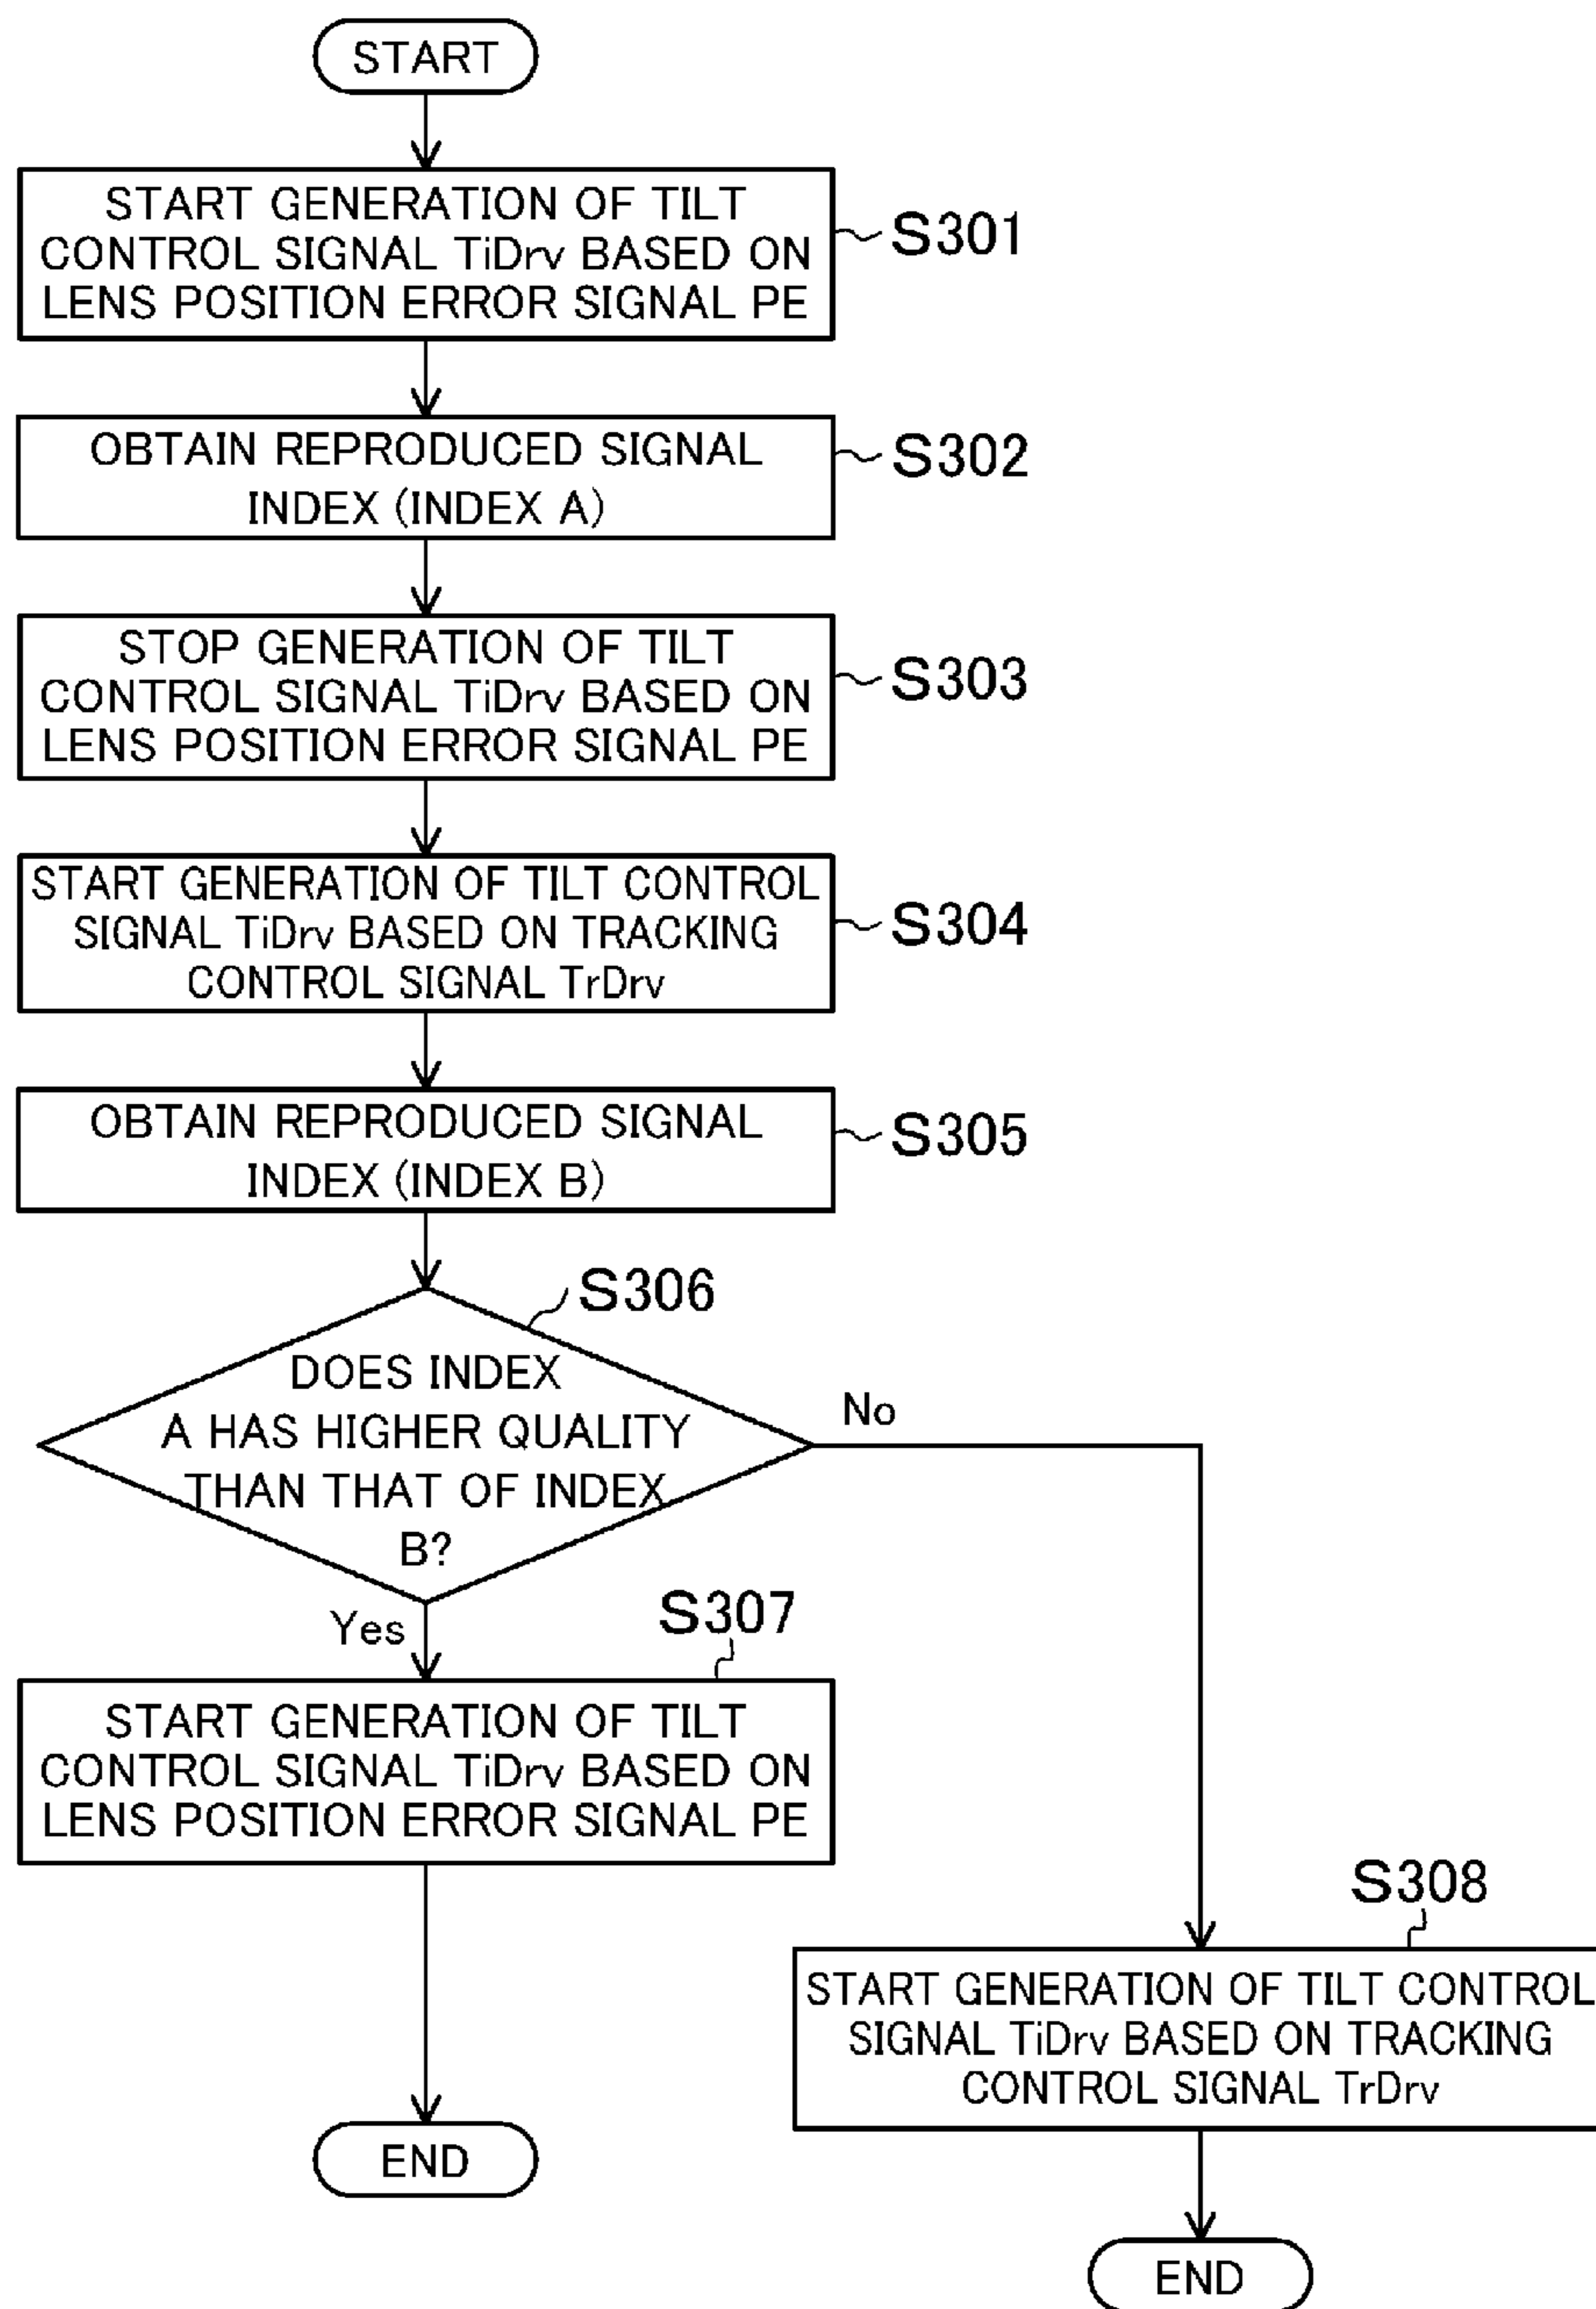 START
START GENERATION OF TILT
CONTROL SIGNAL TiDrv BASED ON
LENS POSITION ERROR SIGNAL PE
S301
OBTAIN REPRODUCED SIGNAL
INDEX (INDEX A)
S302
STOP GENERATION OF TILT
CONTROL SIGNAL TiDrv BASED ON
LENS POSITION ERROR SIGNAL PE
S303
START GENERATION OF TILT CONTROL
SIGNAL TiDrv BASED ON TRACKING
CONTROL SIGNAL TrDrv
S304
OBTAIN REPRODUCED SIGNAL
INDEX (INDEX B)
S305
S306
DOES INDEX
A HAS HIGHER QUALITY
THAN THAT OF INDEX
B?
No
Yes
S307
START GENERATION OF TILT
CONTROL SIGNAL TiDrv BASED ON
LENS POSITION ERROR SIGNAL PE
S308
START GENERATION OF TILT CONTROL
SIGNAL TiDrv BASED ON TRACKING
CONTROL SIGNAL TrDrv
END
END